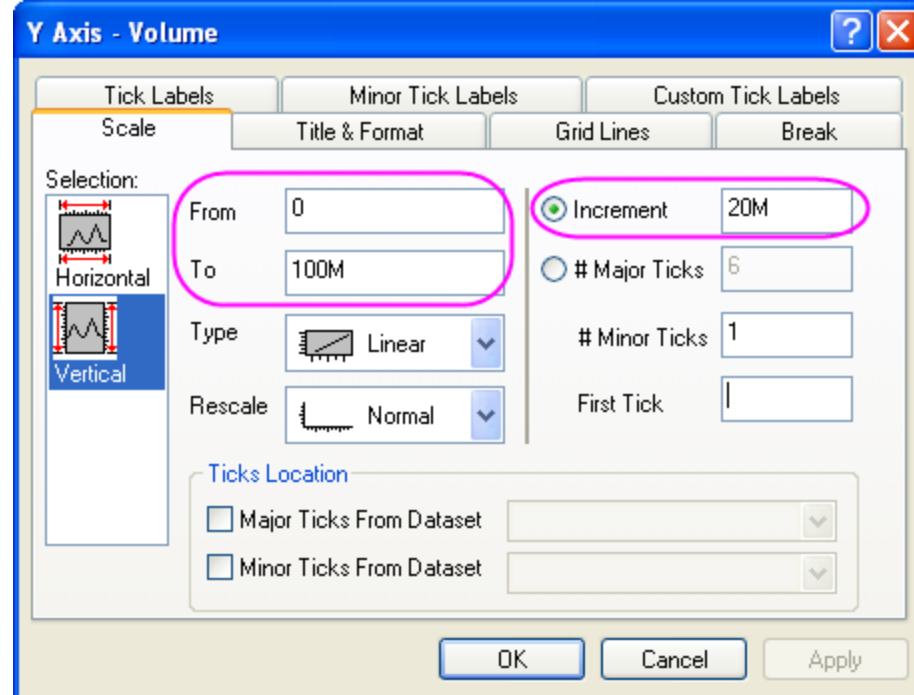 Y Axis - Volume
Tick Labels Minor Tick Labels Custom Tick Labels
Scale Title & Format Grid Lines Break
Selection:
Horizontal
Vertical
From 0
To 100M
Type Linear
Rescale Normal
Increment 20M
# Major Ticks 6
# Minor Ticks 1
First Tick
Ticks Location
Major Ticks From Dataset
Minor Ticks From Dataset
OK Cancel Apply